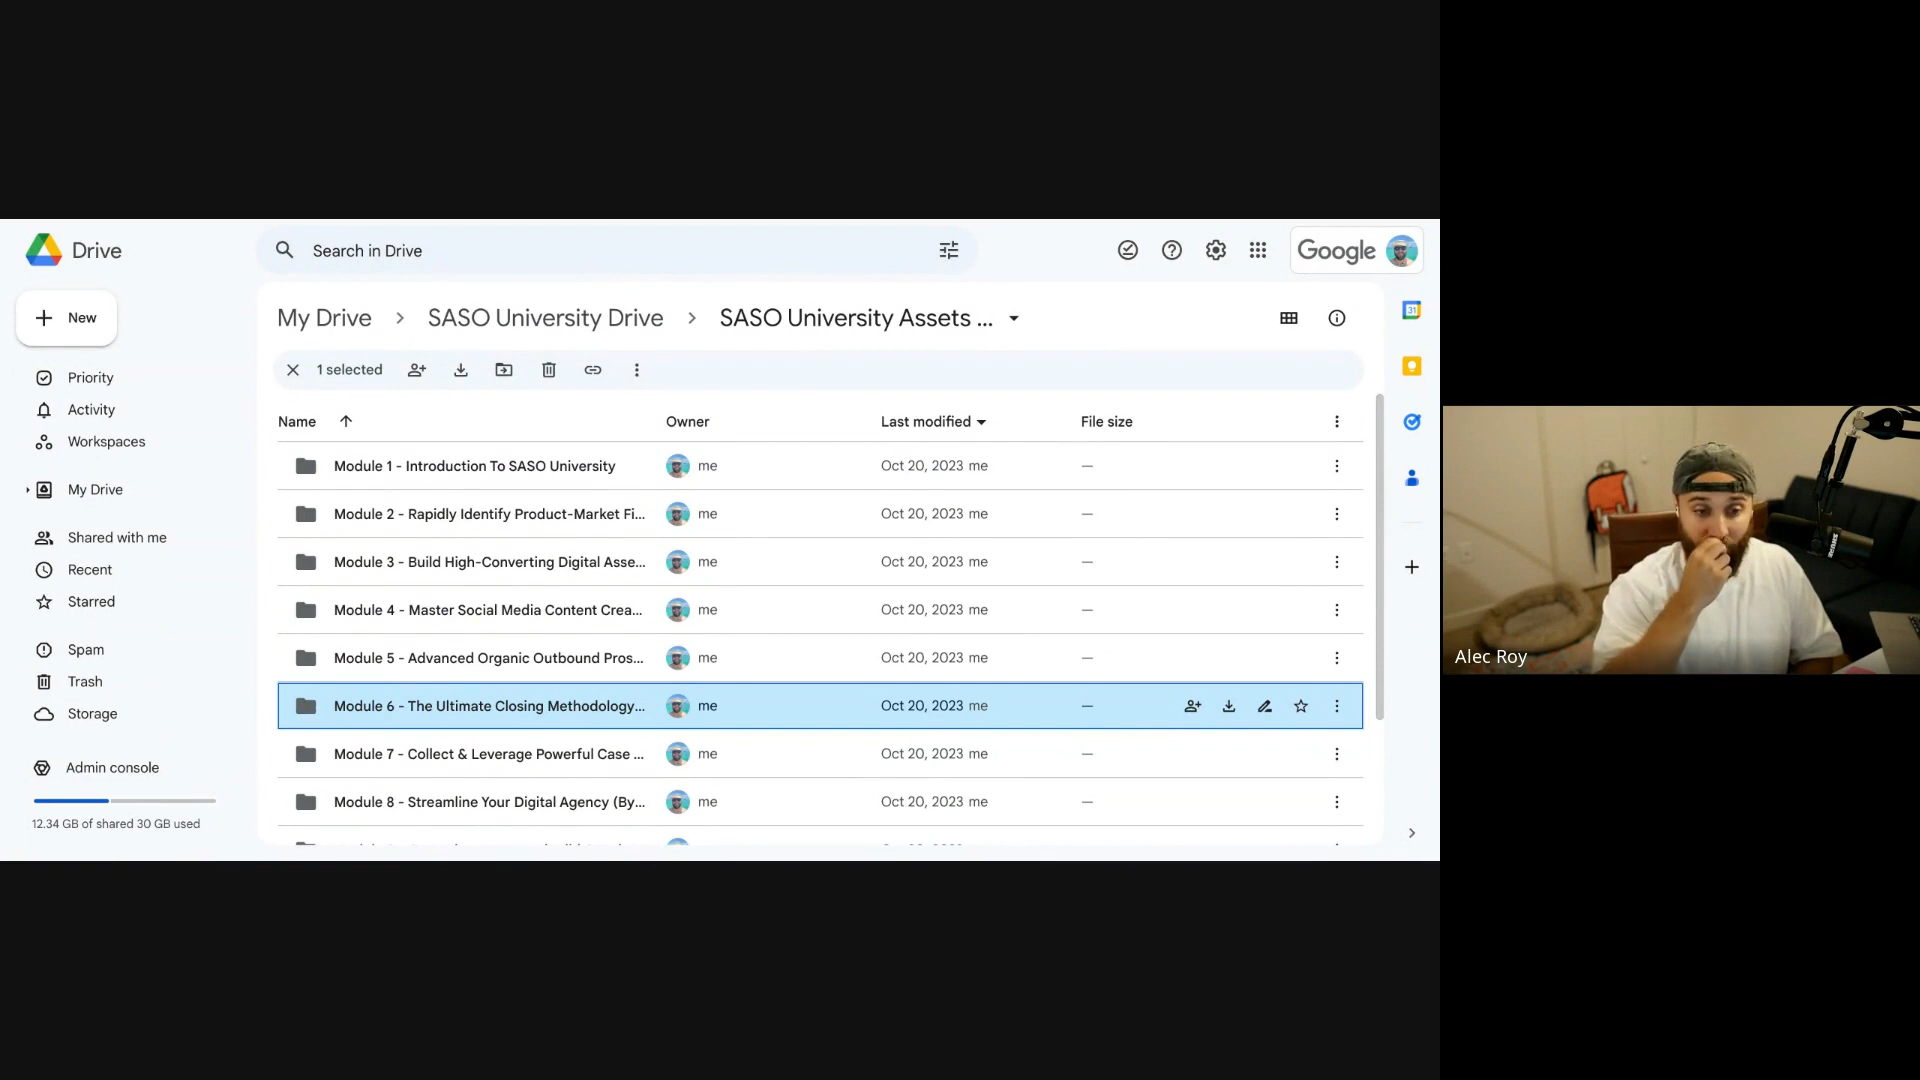 Drive
Search in Drive
Google
New
My Drive
SASO University Drive
SASO University Assets ...
31
1 selected
Priority
Activity
Workspaces
My Drive
Shared with me
Recent
Starred
Spam
Trash
Storage
Admin console
12.34 GB of shared 30 GB used
Name Owner Last modified File size
Module 1 - Introduction To SASO University me Oct 20, 2023 me —
Module 2 - Rapidly Identify Product-Market Fi... me Oct 20, 2023 me —
Module 3 - Build High-Converting Digital Asse... me Oct 20, 2023 me —
Module 4 - Master Social Media Content Crea... me Oct 20, 2023 me —
Module 5 - Advanced Organic Outbound Pros... me Oct 20, 2023 me —
Module 6 - The Ultimate Closing Methodology... me Oct 20, 2023 me —
Module 7 - Collect & Leverage Powerful Case ... me Oct 20, 2023 me —
Module 8 - Streamline Your Digital Agency (By... me Oct 20, 2023 me —
SHURE
Alec Roy